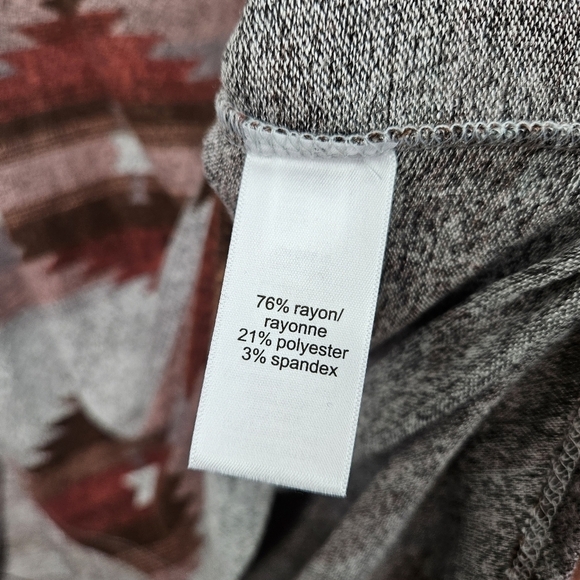 76% rayon/
rayonne
21% polyester
3% spandex